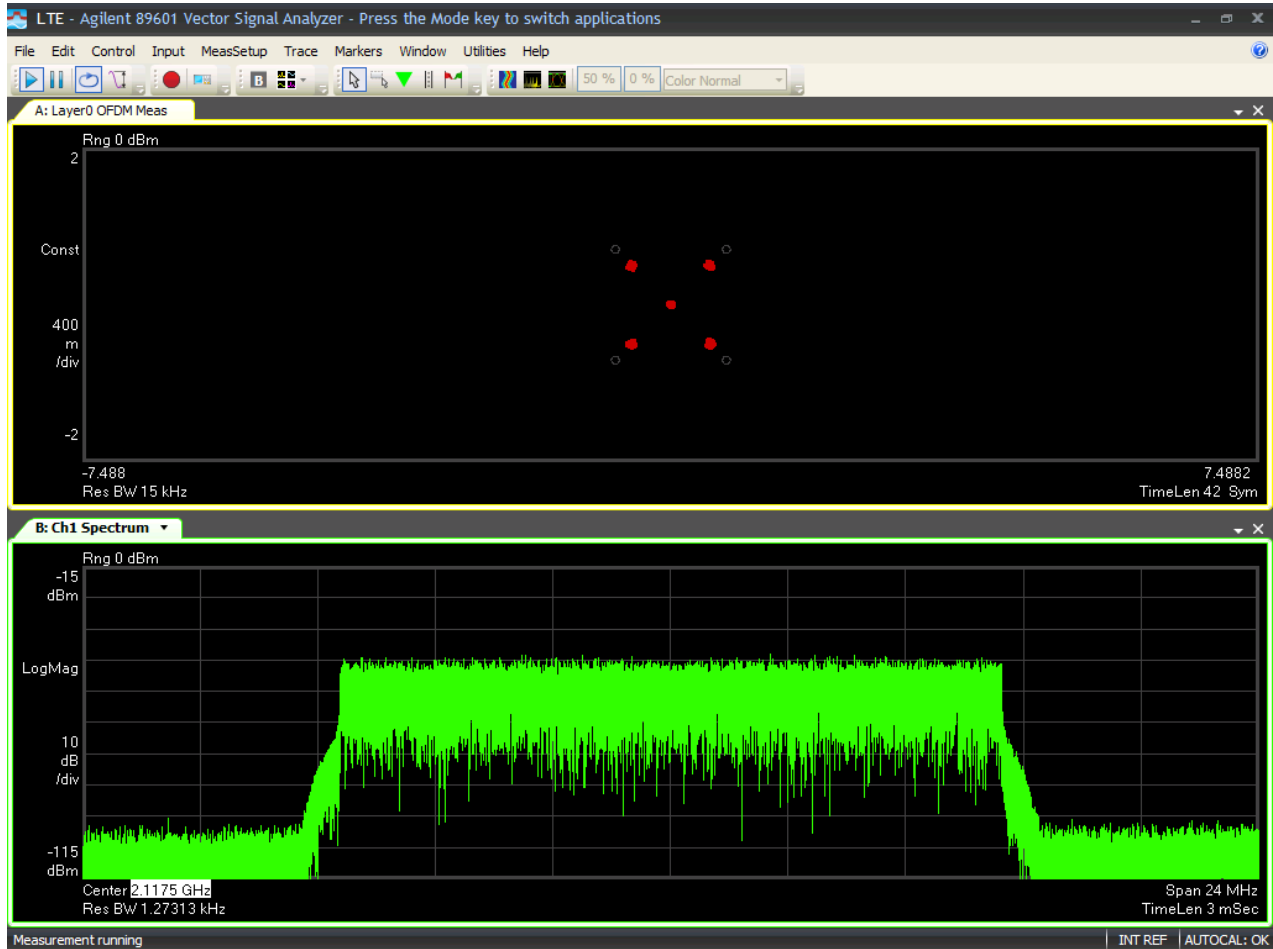 LTE - Agilent 89601 Vector Signal Analyzer - Press the Mode key to switch applications
File Edit Control Input MeasSetup Trace Markers Window Utilities Help
B 50 % 0 % Color Normal
A: Layer0 OFDM Meas
Rng 0 dBm
2
Const
400
m
/div
-2
-7.488 7.4882
Res BW 15 kHz TimeLen 42 Sym
B: Ch1 Spectrum
Rng 0 dBm
-15
dBm
LogMag
10
dB
/div
-115
dBm
Center 2.1175 GHz Span 24 MHz
Res BW 1.27313 kHz TimeLen 3 mSec
Measurement running INT REF AUTOCAL: OK